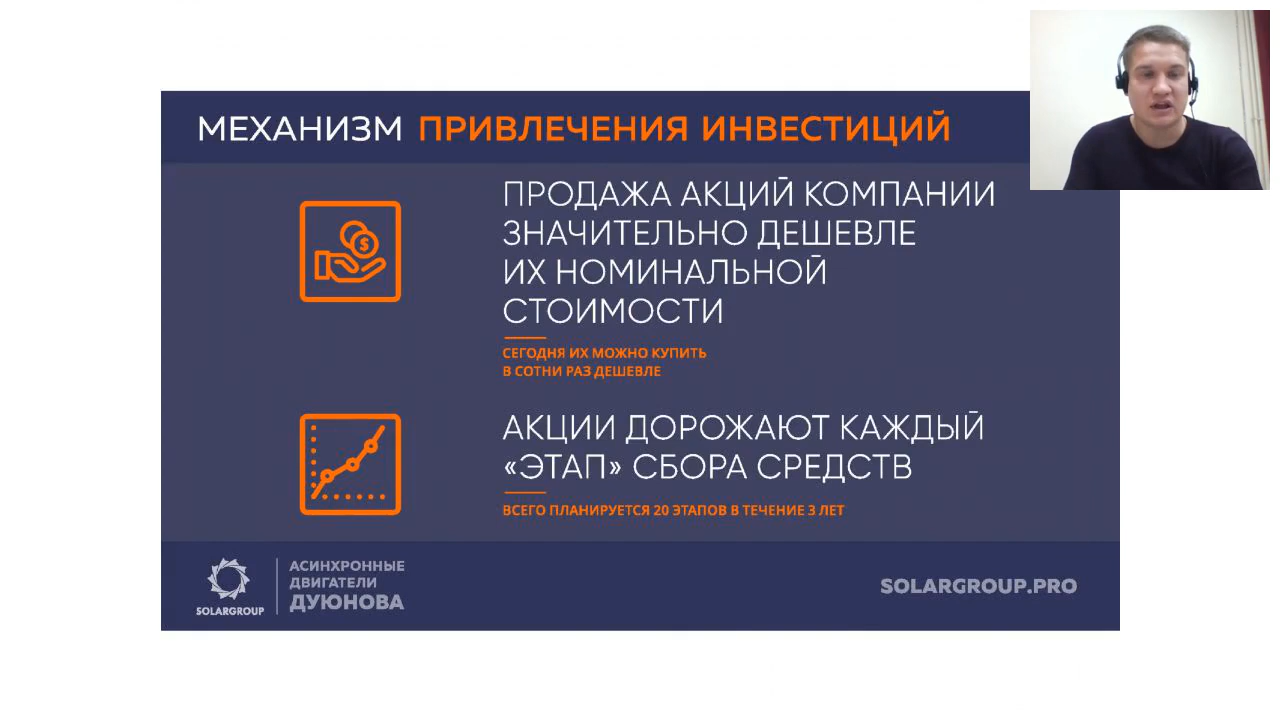 МЕХАНИЗМ ПРИВЛЕЧЕНИЯ ИНВЕСТИЦИЙ
ПРОДАЖА АКЦИЙ КОМПАНИИ
ЗНАЧИТЕЛЬНО ДЕШЕВЛЕ
ИХ НОМИНАЛЬНОЙ
СТОИМОСТИ
СЕГОДНЯ ИХ МОЖНО КУПИТЬ
В СОТНИ РАЗ ДЕШЕВЛЕ
АКЦИИ ДОРОЖАЮТ КАЖДЫЙ
«ЭТАП» СБОРА СРЕДСТВ
ВСЕГО ПЛАНИРУЕТСЯ 20 ЭТАПОВ В ТЕЧЕНИЕ 3 ЛЕТ
SOLARGROUP
АСИНХРОННЫЕ
ДВИГАТЕЛИ
ДУЮНОВА
SOLARGROUP.PRO